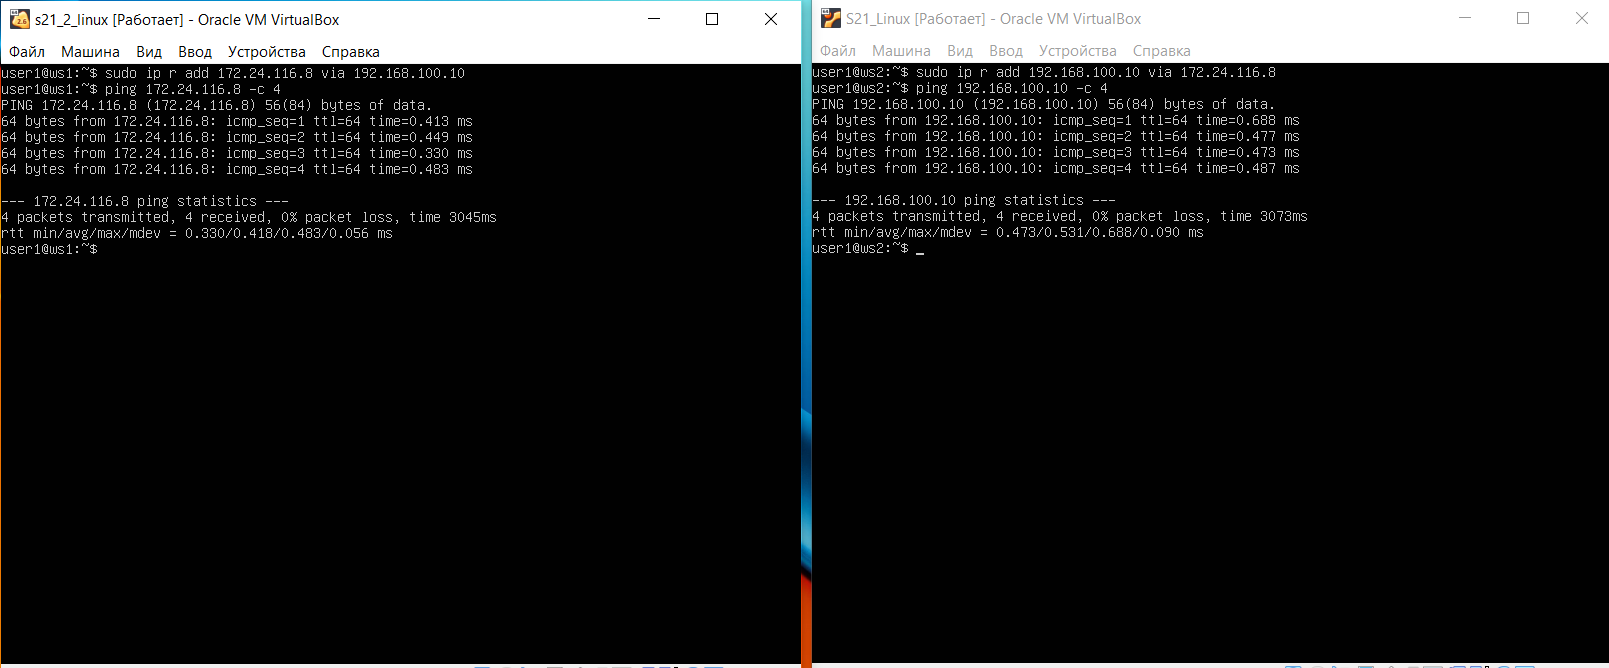 s21_2_linux [Работает] - Oracle VM VirtualBox
Файл Машина Вид Ввод Устройства Справка
user1@ws1:~$ sudo ip r add 172.24.116.8 via 192.168.100.10
user1@ws1:~$ ping 172.24.116.8 -c 4
PING 172.24.116.8 (172.24.116.8) 56(84) bytes of data.
64 bytes from 172.24.116.8: icmp_seq=1 ttl=64 time=0.413 ms
64 bytes from 172.24.116.8: icmp_seq=2 ttl=64 time=0.449 ms
64 bytes from 172.24.116.8: icmp_seq=3 ttl=64 time=0.330 ms
64 bytes from 172.24.116.8: icmp_seq=4 ttl=64 time=0.483 ms
--- 172.24.116.8 ping statistics ---
4 packets transmitted, 4 received, 0% packet loss, time 3045ms
rtt min/avg/max/mdev = 0.330/0.418/0.483/0.056 ms
user1@ws1:~$
S21_Linux [Работает] - Oracle VM VirtualBox
Файл Машина Вид Ввод Устройства Справка
user1@ws2:~$ sudo ip r add 192.168.100.10 via 172.24.116.8
user1@ws2:~$ ping 192.168.100.10 -c 4
PING 192.168.100.10 (192.168.100.10) 56(84) bytes of data.
64 bytes from 192.168.100.10: icmp_seq=1 ttl=64 time=0.688 ms
64 bytes from 192.168.100.10: icmp_seq=2 ttl=64 time=0.477 ms
64 bytes from 192.168.100.10: icmp_seq=3 ttl=64 time=0.473 ms
64 bytes from 192.168.100.10: icmp_seq=4 ttl=64 time=0.487 ms
--- 192.168.100.10 ping statistics ---
4 packets transmitted, 4 received, 0% packet loss, time 3073ms
rtt min/avg/max/mdev = 0.473/0.531/0.688/0.090 ms
user1@ws2:~$ _